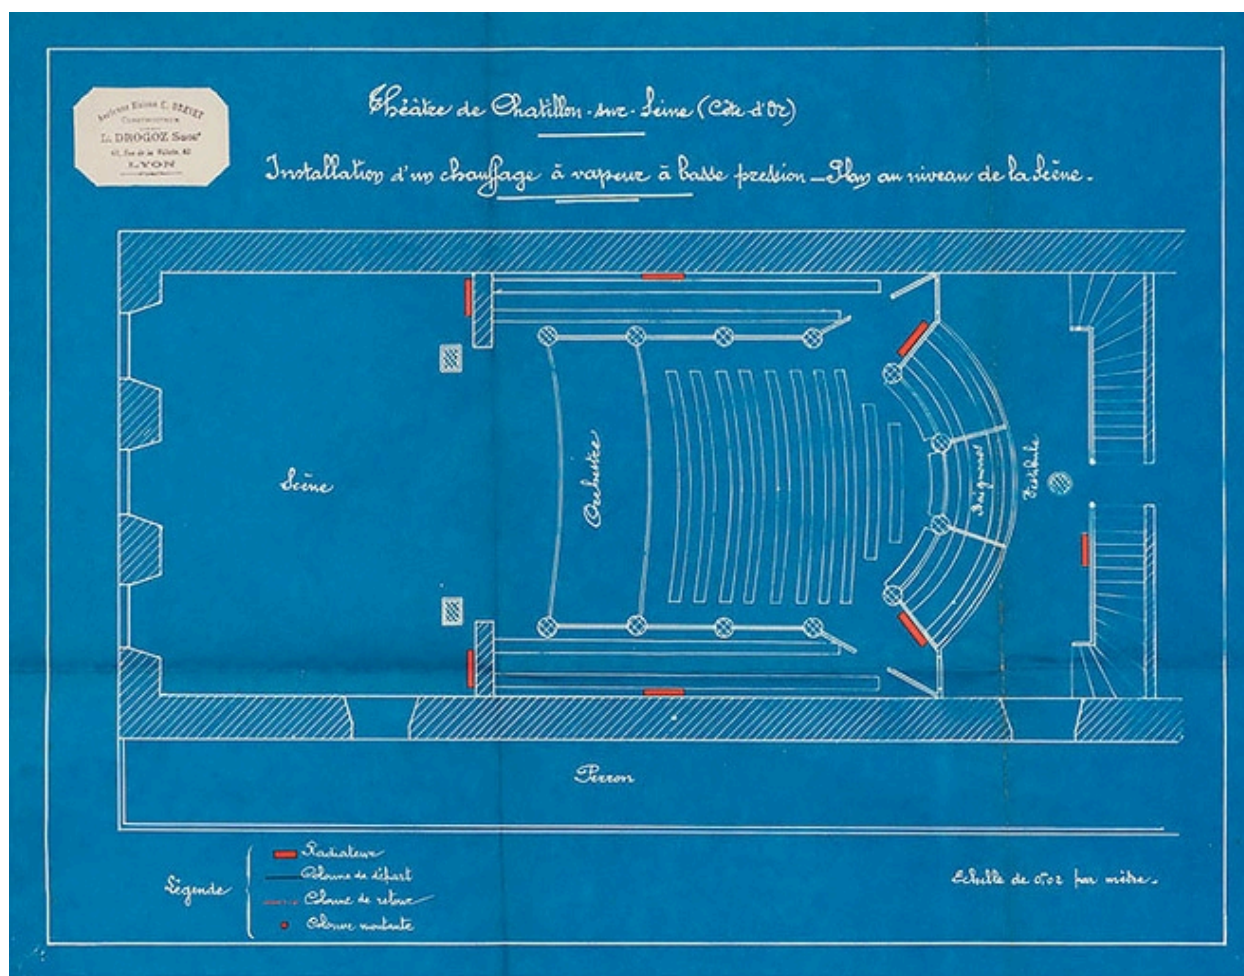 Ancienne Maison
CONSTRUCTEUR
L. DROGOZ Succr
LYON
Théâtre de Chatillon-sur-Seine (Côte-d'Or)
Installation d'un chauffage à vapeur à basse pression _ Plan au niveau de la Scène.
Scène
Orchestre
Baignoires
Vestibule
Perron
Légende
Radiateur
Colonne de départ
Colonne de retour
Colonne montante
Echelle de 0,02 par mètre.